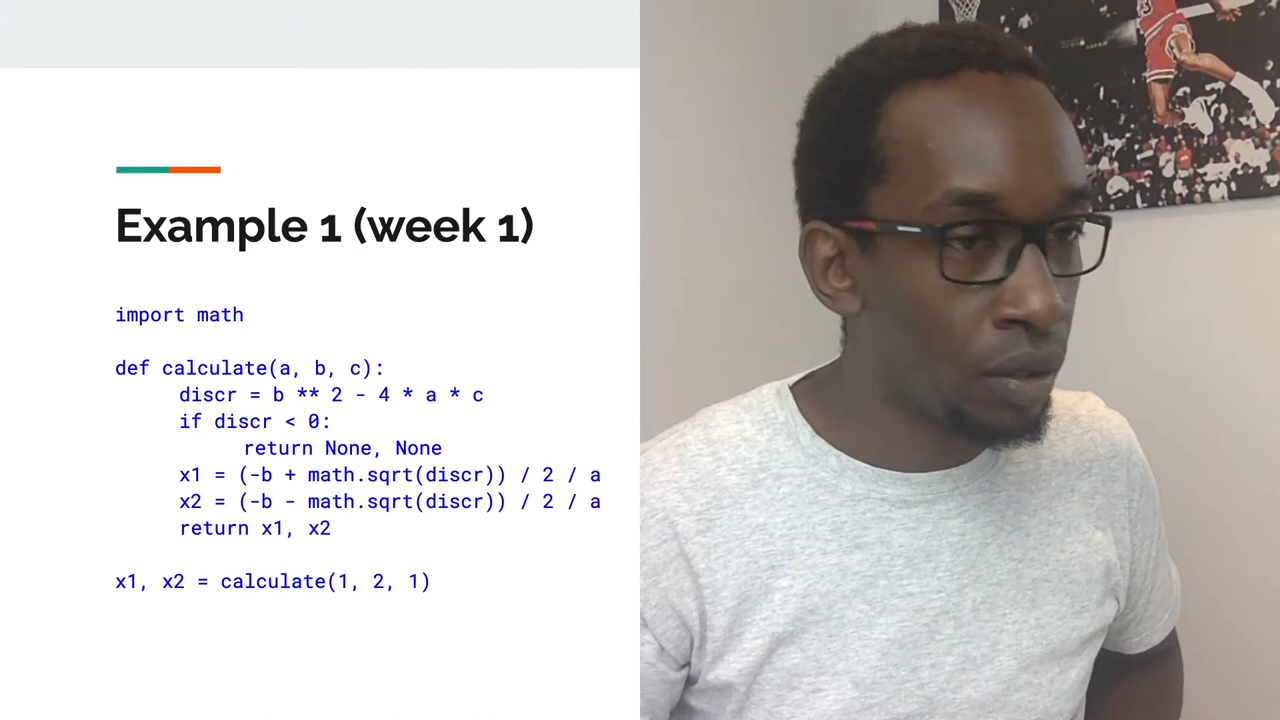 Example 1 (week 1)
import math
def calculate(a, b, c):
discr = b ** 2 - 4 * a * c
if discr < 0:
return None, None
x1 = (-b + math.sqrt(discr)) / 2 / a
x2 = (-b - math.sqrt(discr)) / 2 / a
return x1, x2
x1, x2 = calculate(1, 2, 1)